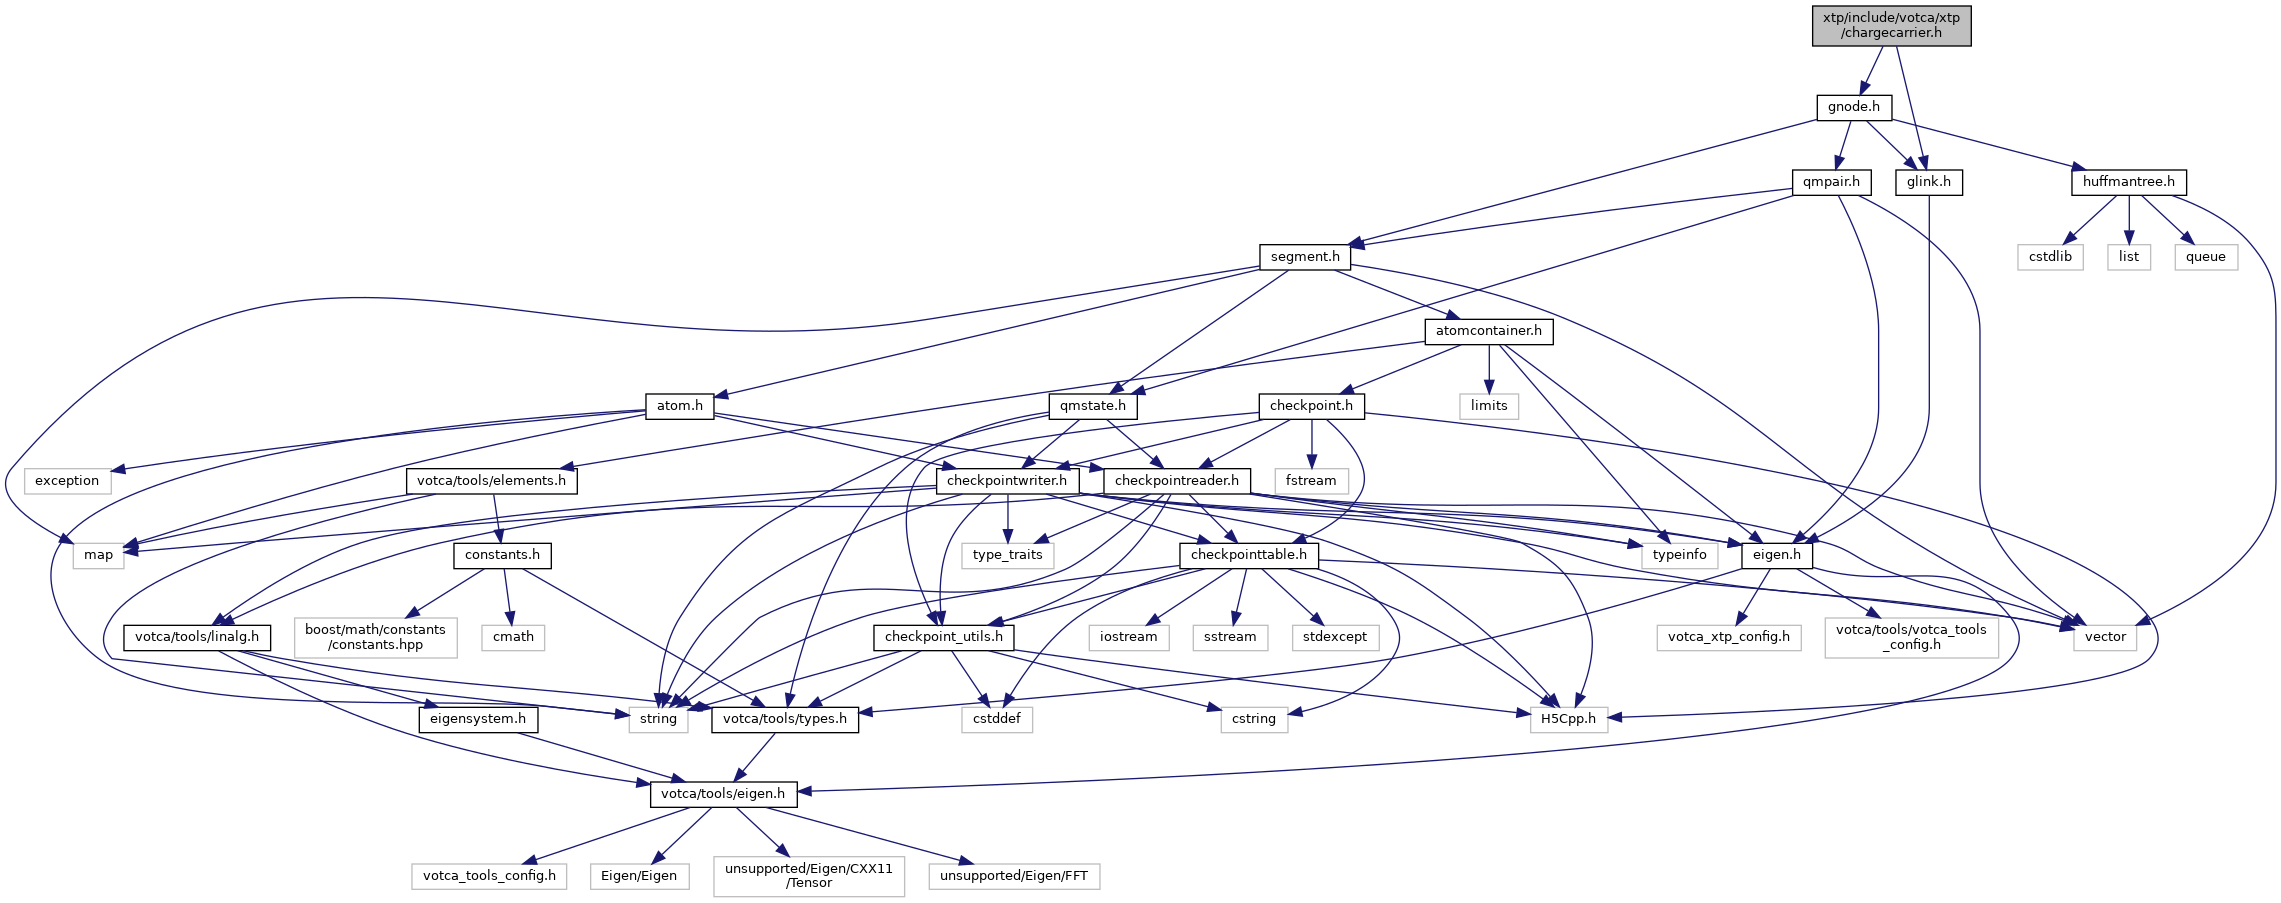 xtp/include/votca/xtp
/chargecarrier.h
gnode.h
qmpair.h
glink.h
huffmantree.h
segment.h
cstdlib
list
queue
atomcontainer.h
atom.h
qmstate.h
checkpoint.h
limits
exception
votca/tools/elements.h
checkpointwriter.h
checkpointreader.h
fstream
map
constants.h
type_traits
checkpointtable.h
typeinfo
eigen.h
votca/tools/linalg.h
boost/math/constants
/constants.hpp
cmath
checkpoint_utils.h
iostream
sstream
stdexcept
votca_xtp_config.h
votca/tools/votca_tools
_config.h
vector
eigensystem.h
string
votca/tools/types.h
cstddef
cstring
H5Cpp.h
votca/tools/eigen.h
votca_tools_config.h
Eigen/Eigen
unsupported/Eigen/CXX11
/Tensor
unsupported/Eigen/FFT